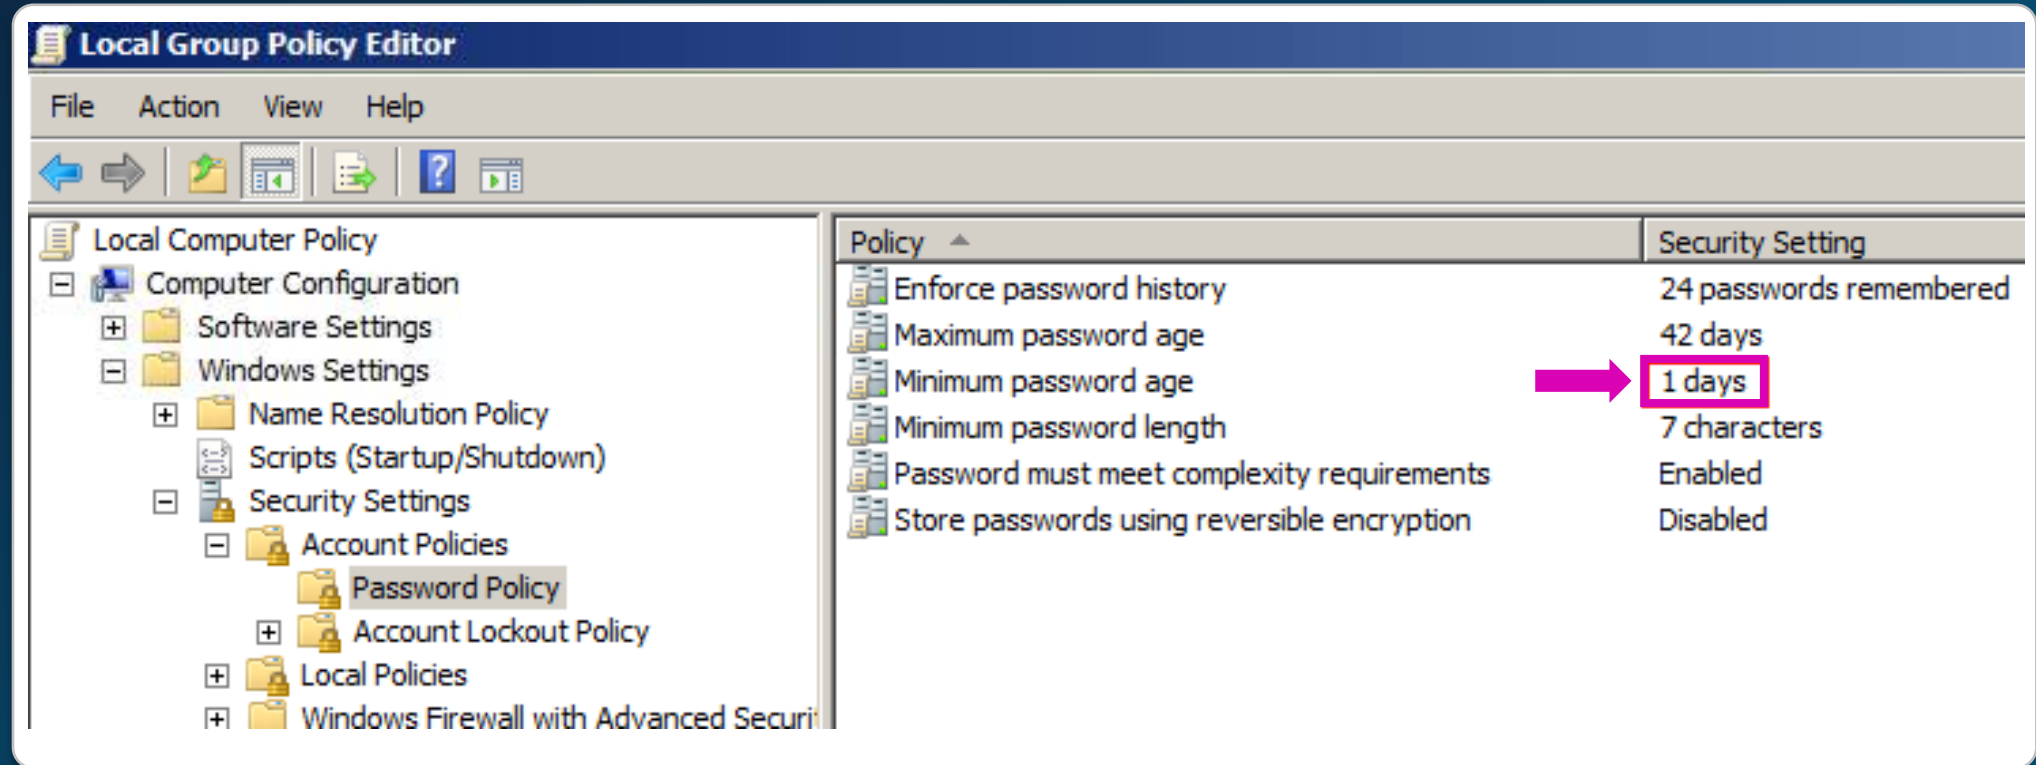 Local Group Policy Editor
File Action View Help
Local Computer Policy
Computer Configuration
Software Settings
Windows Settings
Name Resolution Policy
Scripts (Startup/Shutdown)
Security Settings
Account Policies
Password Policy
Account Lockout Policy
Local Policies
Windows Firewall with Advanced Securit
Policy Security Setting
Enforce password history 24 passwords remembered
Maximum password age 42 days
Minimum password age 1 days
Minimum password length 7 characters
Password must meet complexity requirements Enabled
Store passwords using reversible encryption Disabled